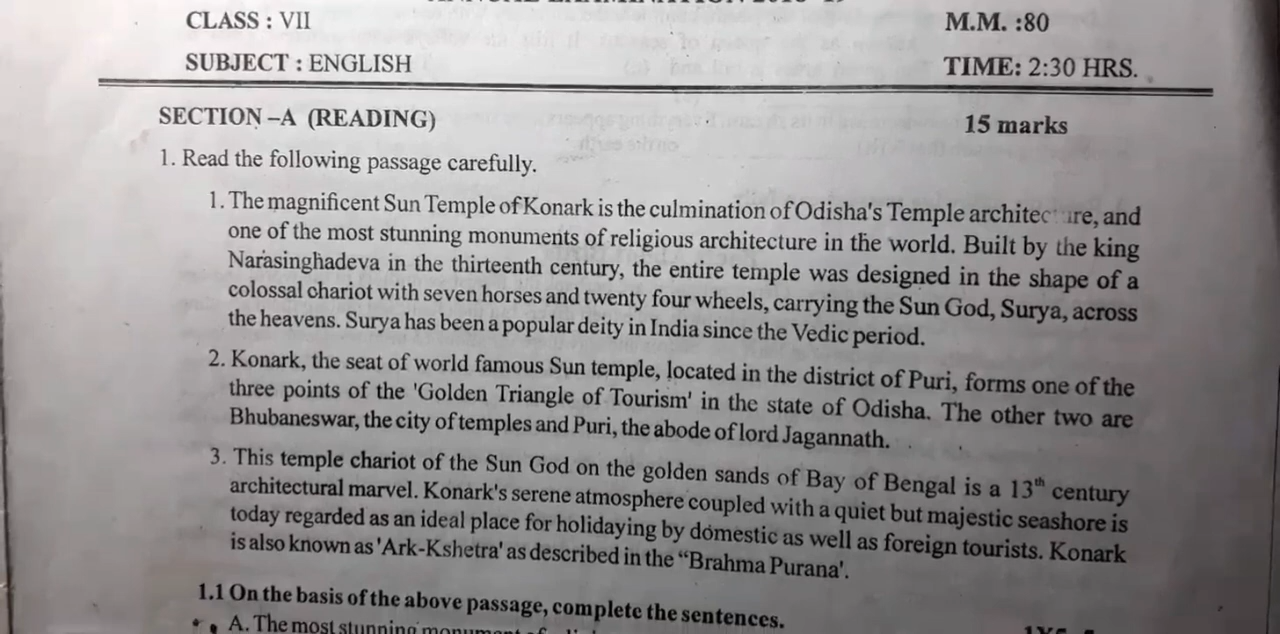 CLASS : VII
M.M. :80
SUBJECT : ENGLISH
TIME: 2:30 HRS.
SECTION –A (READING)
15 marks
1. Read the following passage carefully.
1. The magnificent Sun Temple of Konark is the culmination of Odisha's Temple architecture, and
one of the most stunning monuments of religious architecture in the world. Built by the king
Narasinghadeva in the thirteenth century, the entire temple was designed in the shape of a
colossal chariot with seven horses and twenty four wheels, carrying the Sun God, Surya, across
the heavens. Surya has been a popular deity in India since the Vedic period.
2. Konark, the seat of world famous Sun temple, located in the district of Puri, forms one of the
three points of the 'Golden Triangle of Tourism' in the state of Odisha. The other two are
Bhubaneswar, the city of temples and Puri, the abode of lord Jagannath.
3. This temple chariot of the Sun God on the golden sands of Bay of Bengal is a 13th century
architectural marvel. Konark's serene atmosphere coupled with a quiet but majestic seashore is
today regarded as an ideal place for holidaying by domestic as well as foreign tourists. Konark
is also known as 'Ark-Kshetra' as described in the “Brahma Purana'.
1.1 On the basis of the above passage, complete the sentences.
A. The most stunning